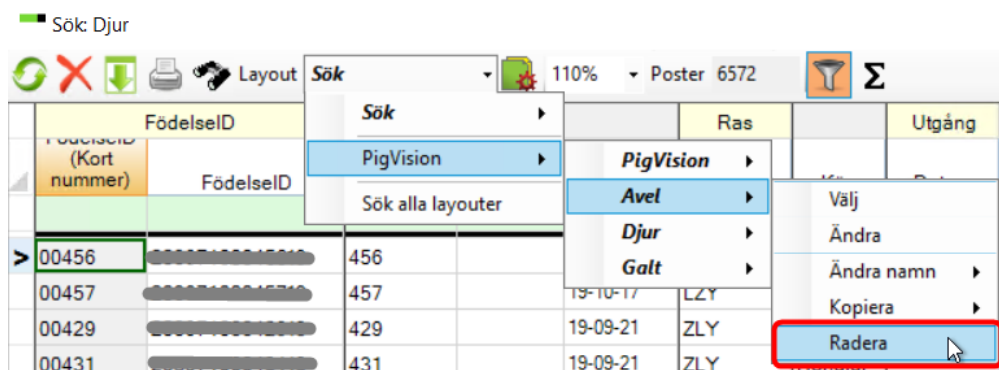 Sök: Djur
Layout Sök 110% Poster 6572
FödelseID Ras Utgång
Sök
(Kort nummer) FödelseID
PigVision
PigVision
Sök alla layouter
Avel
Välj
Djur
Ändra
Galt
Ändra namn
00456 456
00457 457 19-10-17 LZY
Kopiera
00429 429 19-09-21 ZLY
Radera
00431 431 19-09-21 ZLY